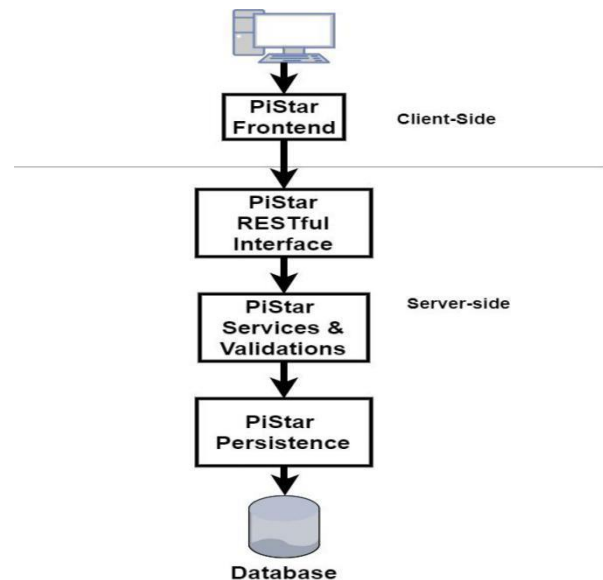 PiStar
Frontend
Client-Side
PiStar
RESTful
Interface
PiStar
Services &
Validations
Server-side
PiStar
Persistence
Database